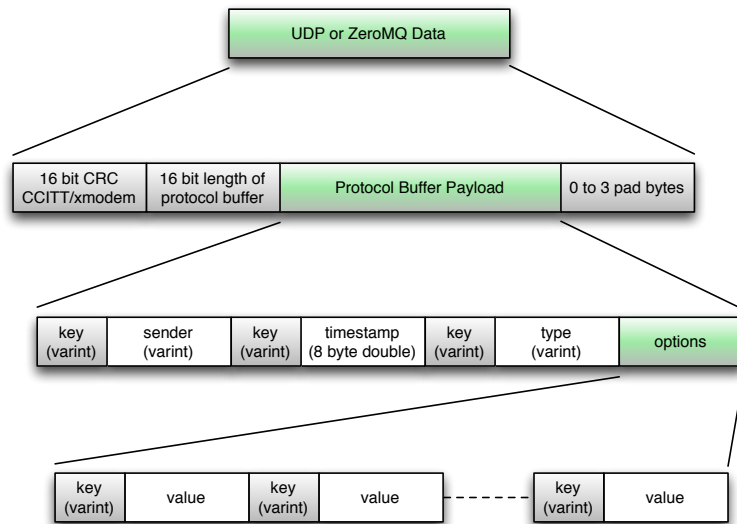 UDP or ZeroMQ Data
16 bit CRC
CCITT/xmodem
16 bit length of
protocol buffer
Protocol Buffer Payload
0 to 3 pad bytes
key
(varint)
sender
(varint)
key
(varint)
timestamp
(8 byte double)
key
(varint)
type
(varint)
options
key
(varint)
value
key
(varint)
value
key
(varint)
value